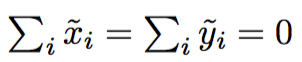 ∑ᵢ x̃ᵢ = ∑ᵢ ỹᵢ = 0